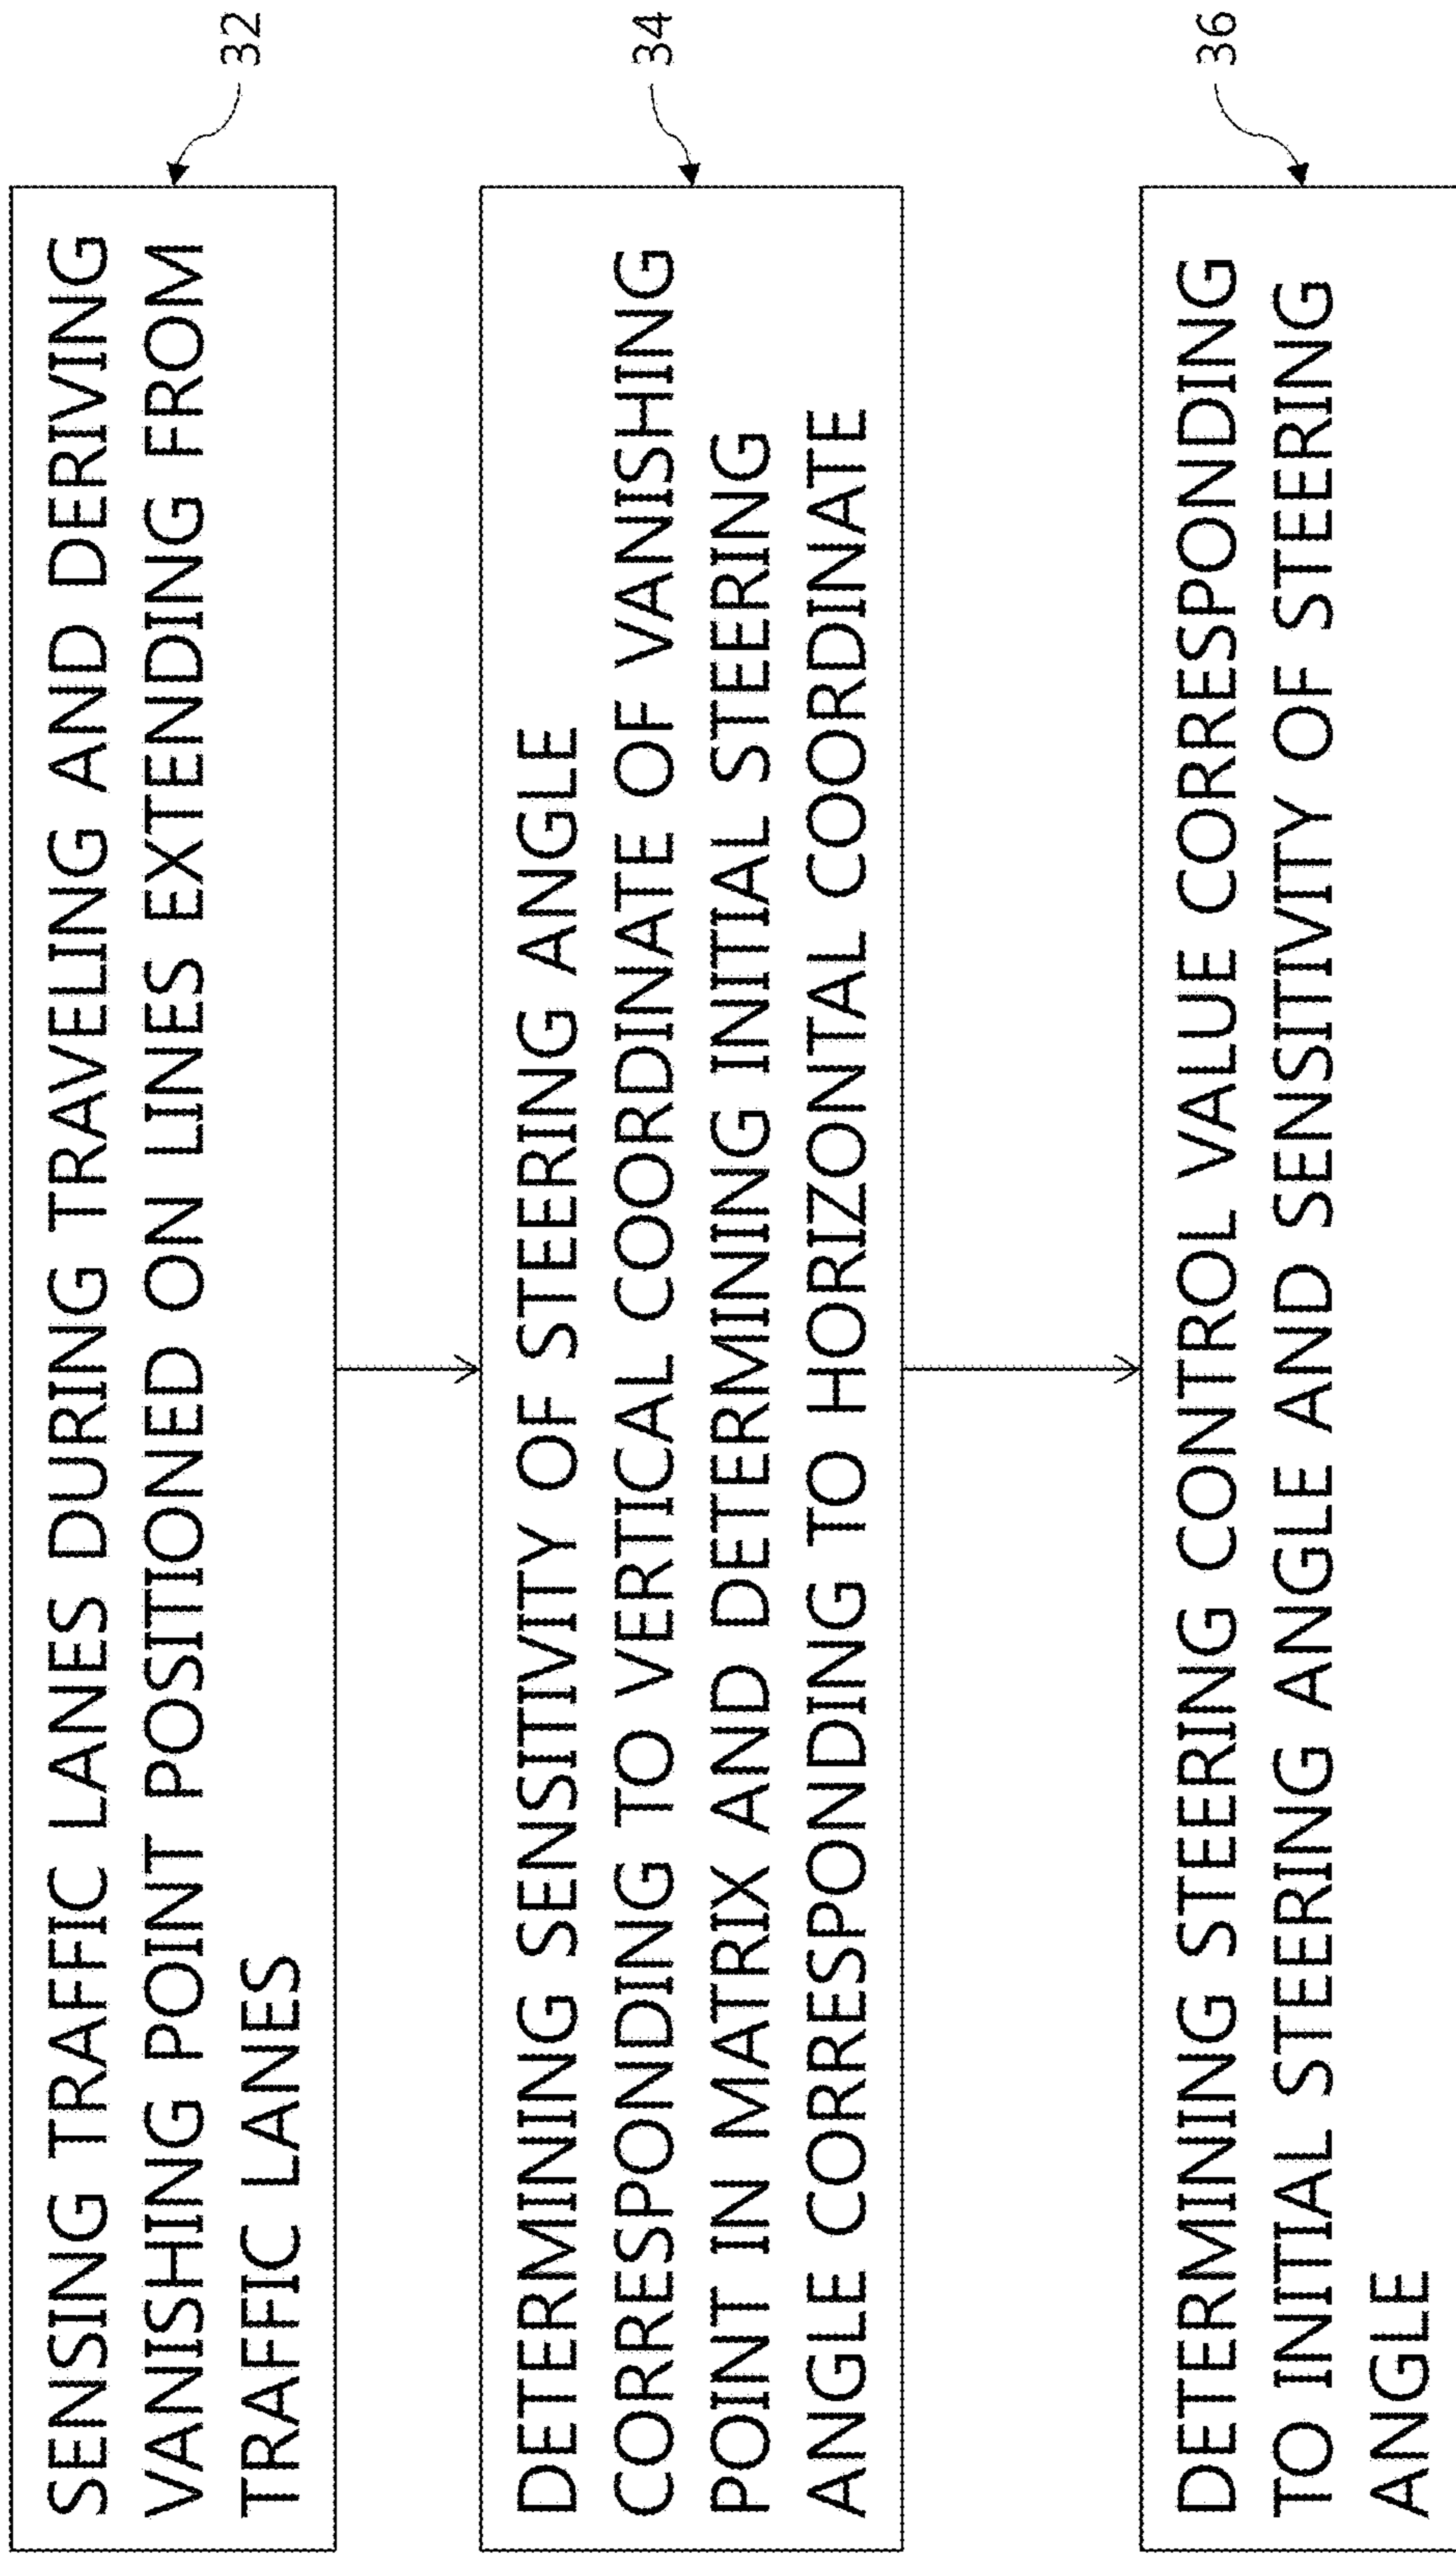 SENSING TRAFFIC LANES DURING TRAVELING AND DERIVING
VANISHING POINT POSITIONED ON LINES EXTENDING FROM
TRAFFIC LANES
32
DETERMINING SENSITIVITY OF STEERING ANGLE
CORRESPONDING TO VERTICAL COORDINATE OF VANISHING
POINT IN MATRIX AND DETERMINING INITIAL STEERING
ANGLE CORRESPONDING TO HORIZONTAL COORDINATE
34
DETERMINING STEERING CONTROL VALUE CORRESPONDING
TO INITIAL STEERING ANGLE AND SENSITIVITY OF STEERING
ANGLE
36